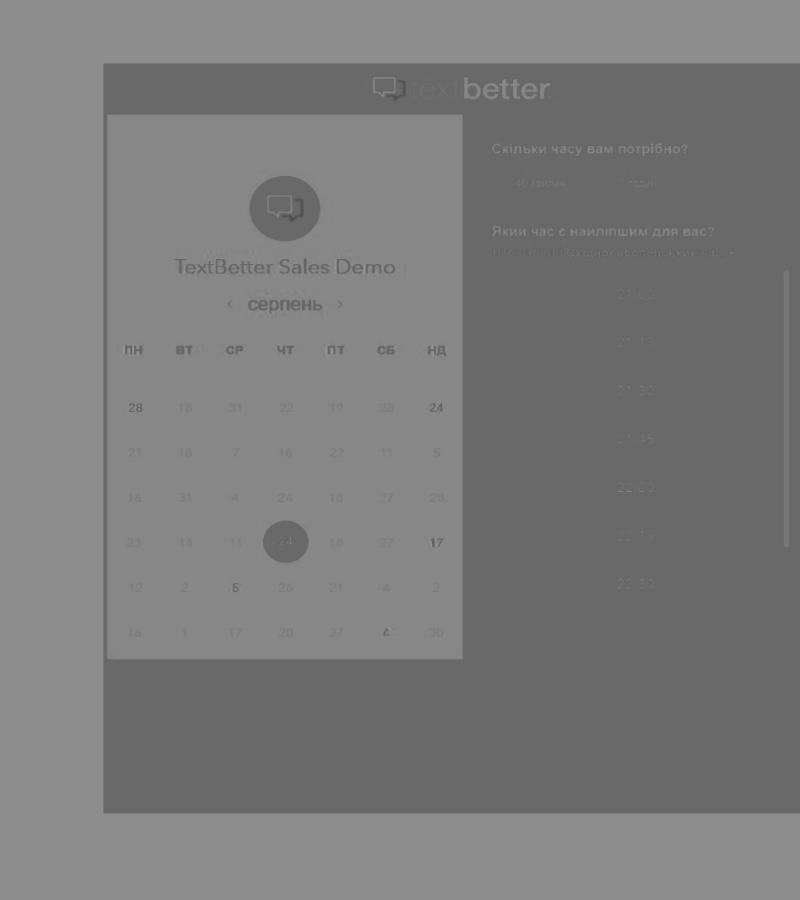 textbetter
TextBetter Sales Demo
‹ серпень ›
ПН ВТ СР ЧТ ПТ СБ НД
28 18 31 22 19 28 24
21 16 7 16 22 11 5
16 31 4 24 18 27 28
23 14 11 24 16 27 17
12 2 5 26 21 4 2
16 1 17 20 27 4 30
Скільки часу вам потрібно?
Який час є найліпшим для вас?
21:00
21:15
21:30
21:45
22:00
22:15
22:30